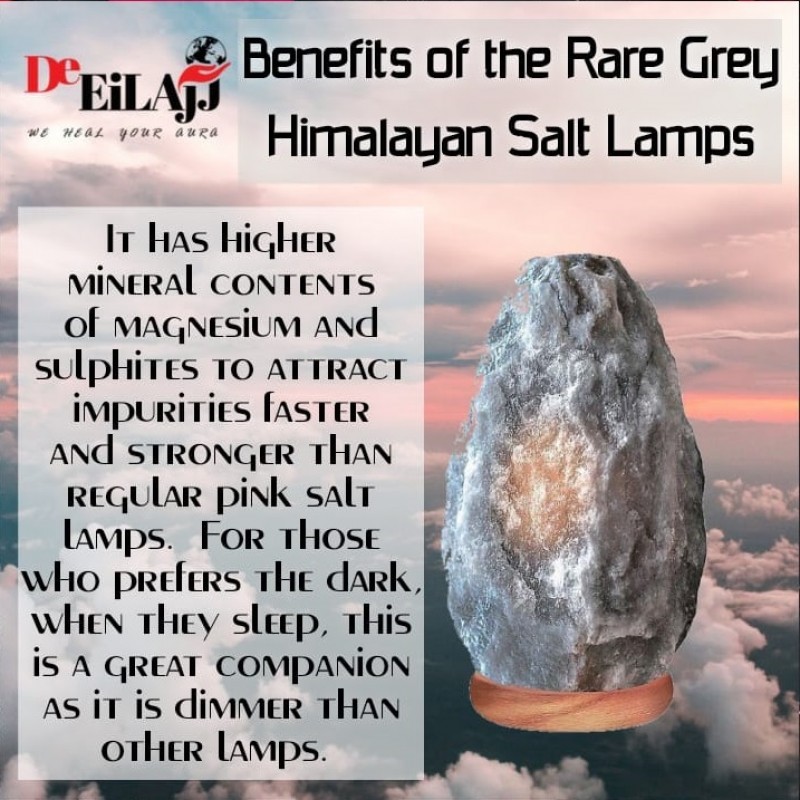 De EiLAjj
WE HEAL YOUR AURA
Benefits of the Rare Grey
Himalayan Salt Lamps
It has higher
mineral contents
of magnesium and
sulphites to attract
impurities faster
and stronger than
regular pink salt
lamps. For those
who prefers the dark,
when they sleep, this
is a great companion
as it is dimmer than
other lamps.